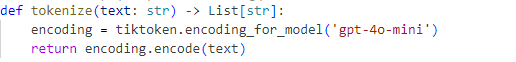 def tokenize(text: str) -> List[str]:
    encoding = tiktoken.encoding_for_model('gpt-4o-mini')
    return encoding.encode(text)